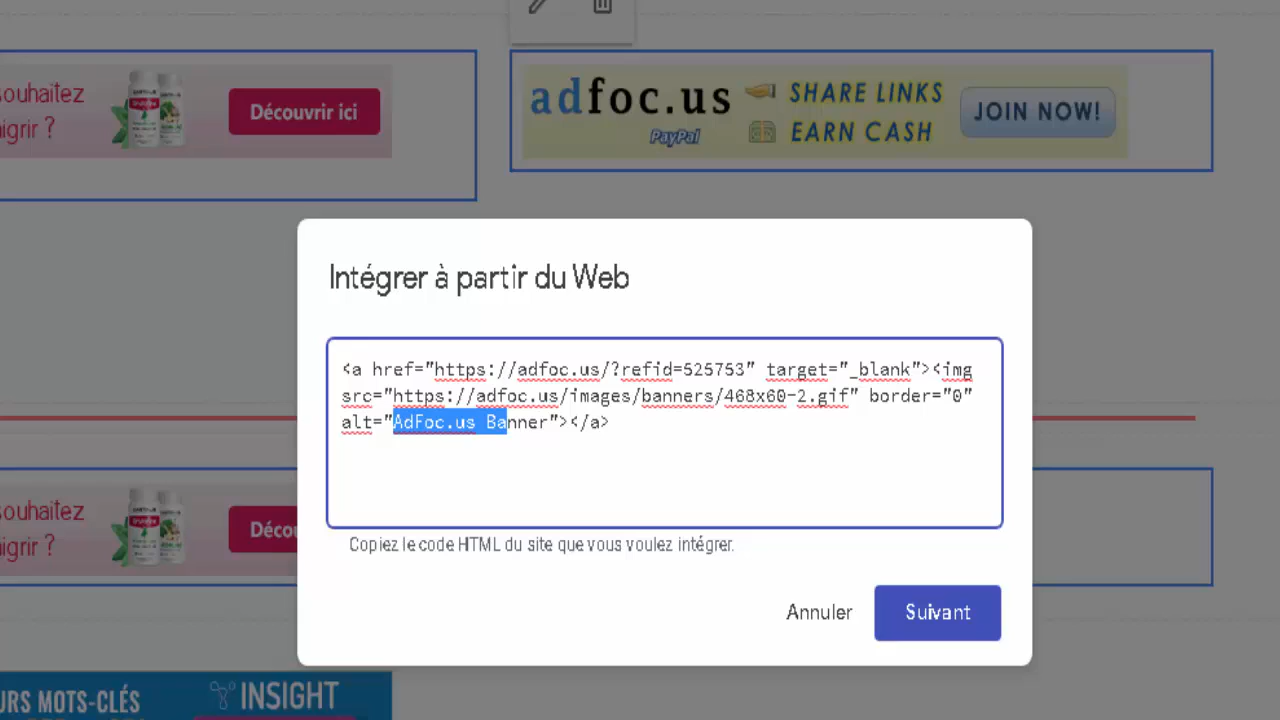 souhaitez
aigrir ?
Découvrir ici
adfoc.us
PayPal
SHARE LINKS
EARN CASH
JOIN NOW!
Intégrer à partir du Web
<a href="https://adfoc.us/?refid=525753" target="_blank"><img
src="https://adfoc.us/images/banners/468x60-2.gif" border="0"
alt="AdFoc.us Banner"></a>
Copiez le code HTML du site que vous voulez intégrer.
Annuler
Suivant
souhaitez
aigrir ?
Décou
URS MOTS-CLÉS
INSIGHT